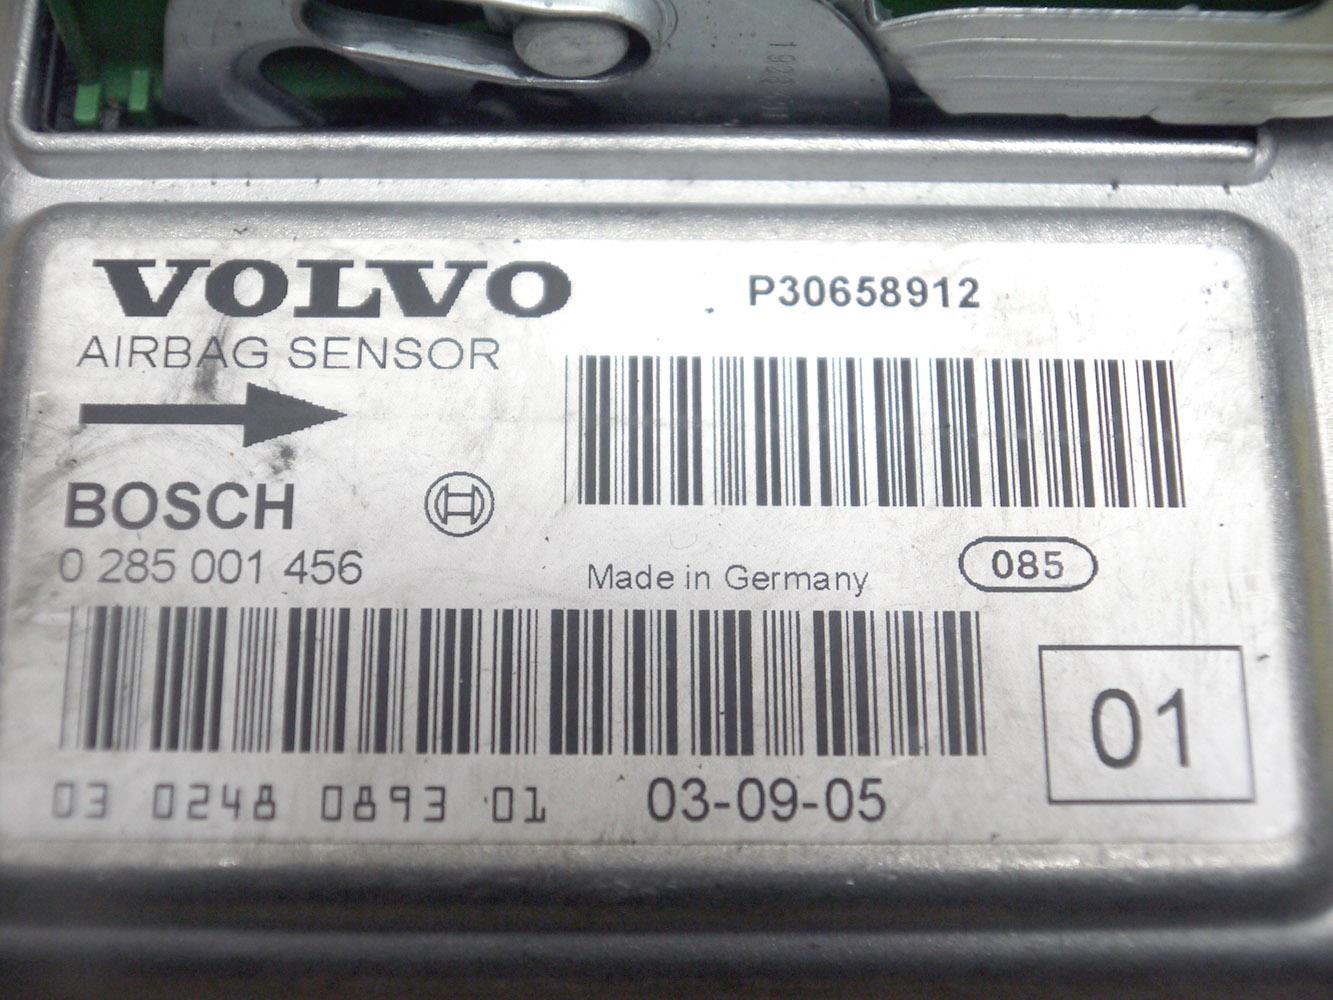 VOLVO
P30658912
AIRBAG SENSOR
BOSCH
0 285 001 456
Made in Germany
085
01
03 0248 0893 01
03-09-05